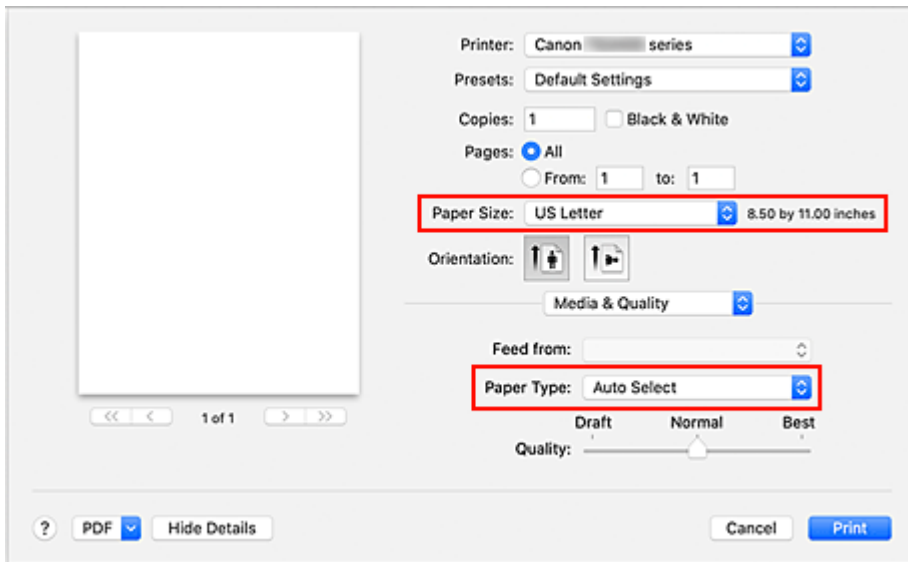 Printer: Canon series
Presets: Default Settings
Copies: 1 Black & White
Pages: All
From: 1 to: 1
Paper Size: US Letter 8.50 by 11.00 inches
Orientation:
Media & Quality
Feed from:
Paper Type: Auto Select
Draft Normal Best
Quality:
1 of 1
? PDF Hide Details Cancel Print